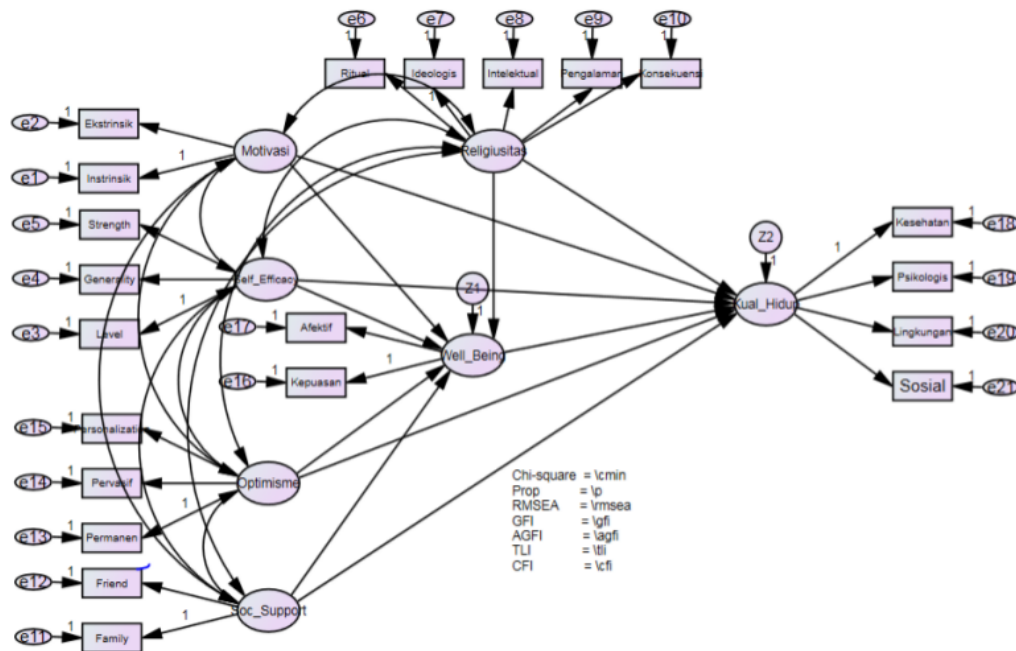 e6
e7
e8
e9
e10
1
1
1
1
1
Ritual
Ideologis
Intelektual
Pengalaman
Konsekuensi
1
e2
1
Ekstrinsik
Motivasi
Religiusitas
1
e1
1
Instrinsik
e5
1
Strength
e4
1
Generality
Self_Efficacy
e3
1
Level
1
Z1
1
Z2
1
Kual_Hidup
1
Kesehatan
1
e18
Psikologis
1
e19
Lingkungan
1
e20
Sosial
1
e21
e17
1
Afektif
Well_Being
e16
1
Kepuasan
1
e15
1
Personalization
e14
1
Pervasif
Optimisme
e13
1
Permanen
1
e12
1
Friend
Soc_Support
e11
1
Family
1
Chi-square = \cmin
Prop = \p
RMSEA = \rmsea
GFI = \gfi
AGFI = \agfi
TLI = \tli
CFI = \cfi